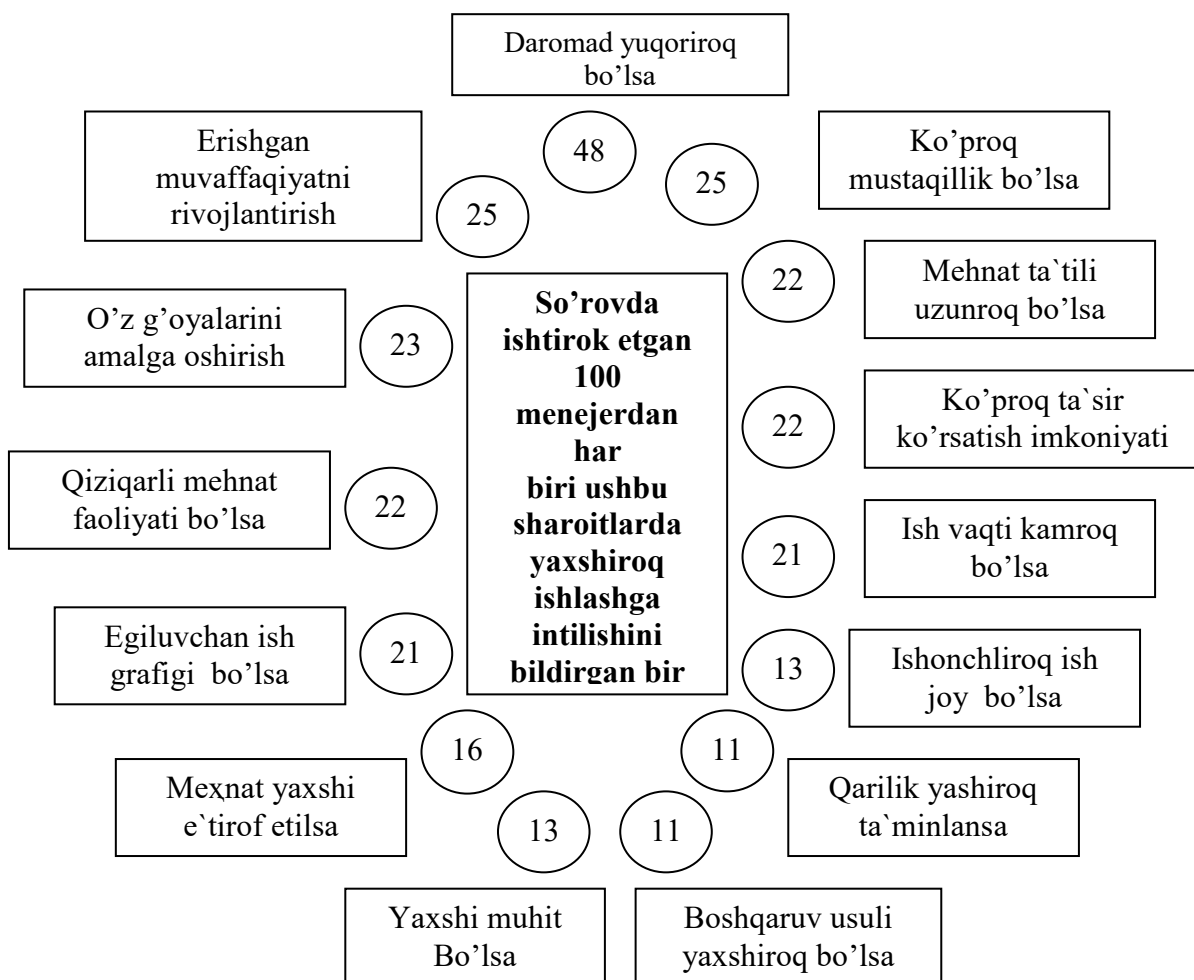 Daromad yuqoriroq
bo’lsa
48
25
Ko’proq
mustaqillik bo’lsa
22
Mehnat ta`tili
uzunroq bo’lsa
22
Ko’proq ta`sir
ko’rsatish imkoniyati
21
Ish vaqti kamroq
bo’lsa
13
Ishonchliroq ish
joy bo’lsa
11
Qarilik yashiroq
ta`minlansa
11
Boshqaruv usuli
yaxshiroq bo’lsa
13
Yaxshi muhit
Bo’lsa
16
Meҳnat yaxshi
e`tirof etilsa
21
Egiluvchan ish
grafigi bo’lsa
22
Qiziqarli mehnat
faoliyati bo’lsa
23
O’z g’oyalarini
amalga oshirish
25
Erishgan
muvaffaqiyatni
rivojlantirish
So’rovda
ishtirok etgan
100
menejerdan
har
biri ushbu
sharoitlarda
yaxshiroq
ishlashga
intilishini
bildirgan bir